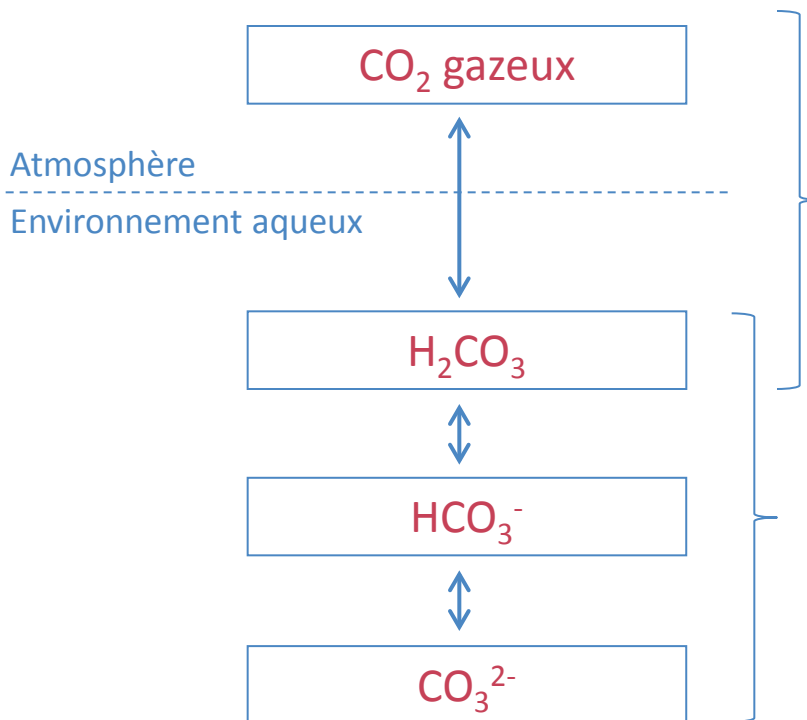 CO₂ gazeux
Atmosphère
Environnement aqueux
H₂CO₃
HCO₃⁻
CO₃²⁻